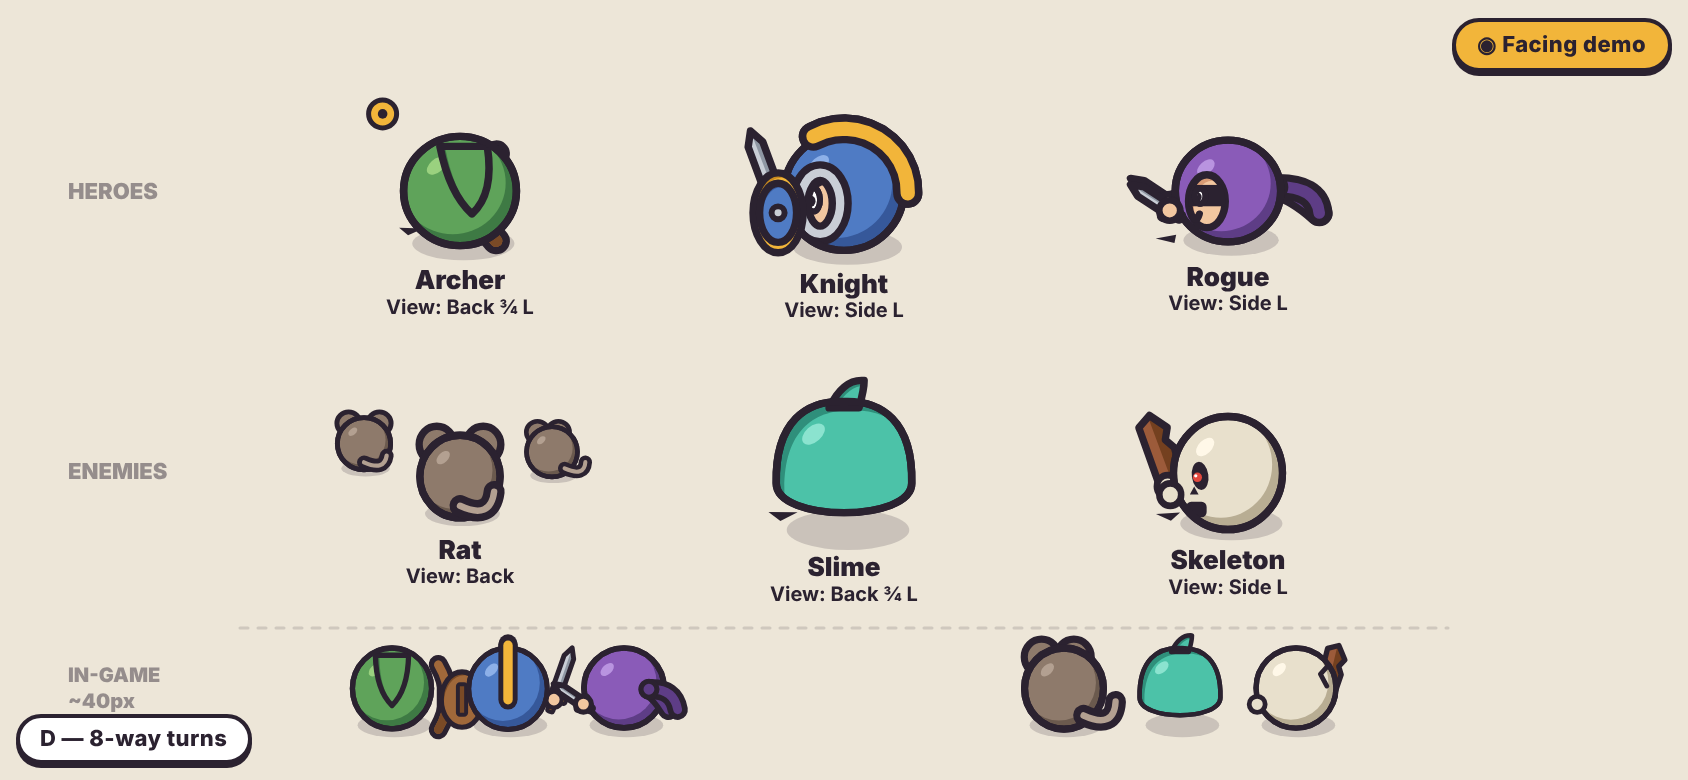 ◉ Facing demo
HEROES
Archer
View: Back ¾ L
Knight
View: Side L
Rogue
View: Side L
ENEMIES
Rat
View: Back
Slime
View: Back ¾ L
Skeleton
View: Side L
IN-GAME
~40px
D — 8-way turns